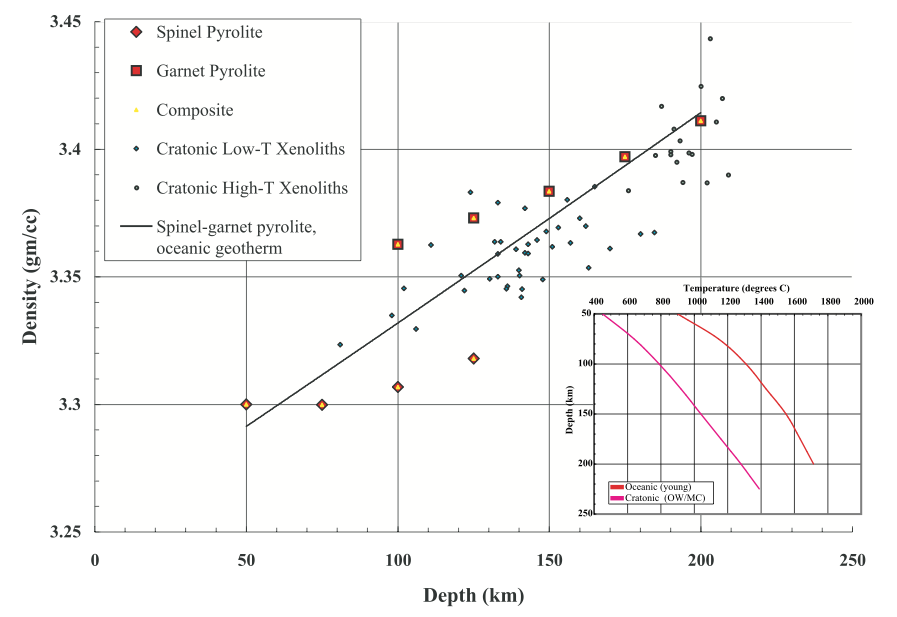 3.45
3.4
3.35
3.3
3.25
Density (gm/cc)
Spinel Pyrolite
Garnet Pyrolite
Composite
Cratonic Low-T Xenoliths
Cratonic High-T Xenoliths
Spinel-garnet pyrolite,
oceanic geotherm
0
50
100
150
200
250
Depth (km)
Temperature (degrees C)
400 600 800 1000 1200 1400 1600 1800 2000
50
100
150
200
250
Depth (km)
Oceanic (young)
Cratonic (OW/MC)